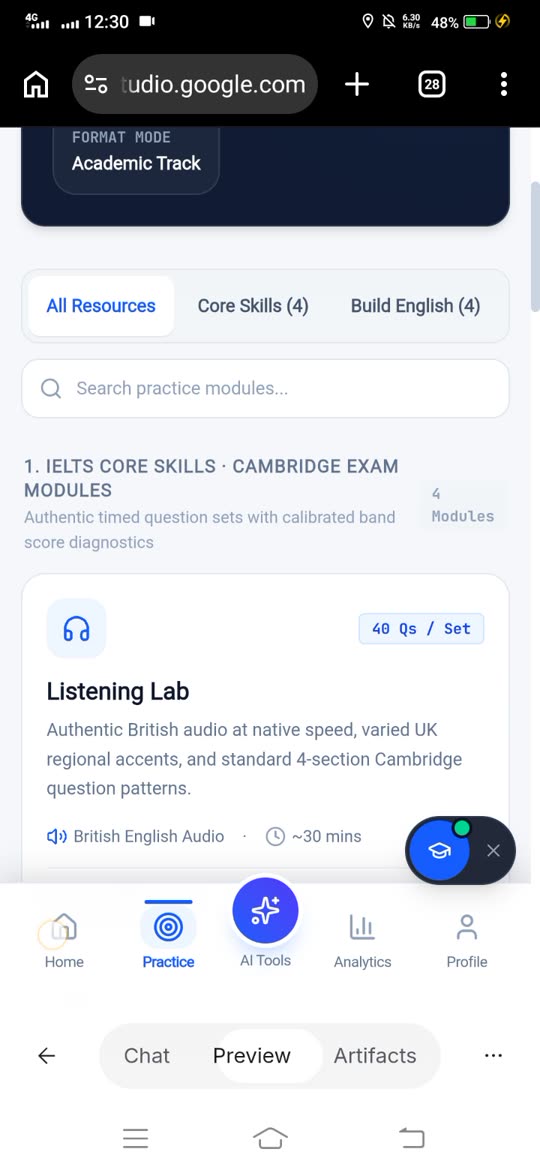 4G 12:30 6.30 KB/s 48%
tudio.google.com 28
FORMAT MODE
Academic Track
All Resources Core Skills (4) Build English (4)
Search practice modules...
1. IELTS CORE SKILLS · CAMBRIDGE EXAM
MODULES
4
Modules
Authentic timed question sets with calibrated band
score diagnostics
40 Qs / Set
Listening Lab
Authentic British audio at native speed, varied UK
regional accents, and standard 4-section Cambridge
question patterns.
British English Audio · ~30 mins
Home Practice AI Tools Analytics Profile
Chat Preview Artifacts